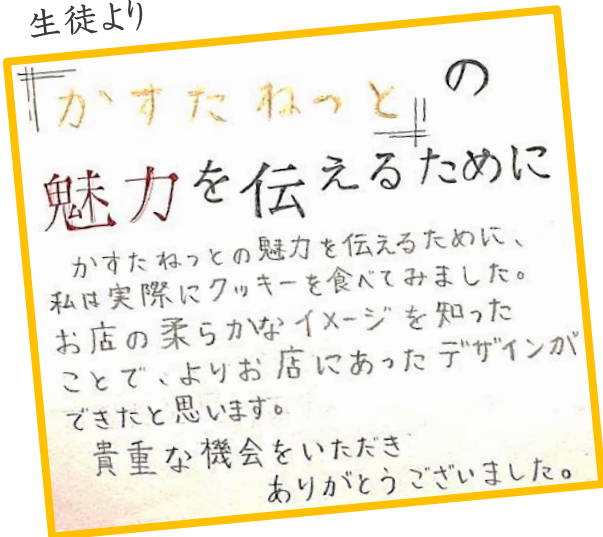 生徒より
『かすたねっと』の
魅力を伝えるために
かすたねっとの魅力を伝えるために、
私は実際にクッキーを食べてみました。
お店の柔らかなイメージを知った
ことで、よりお店にあったデザインが
できたと思います。
貴重な機会をいただき
ありがとうございました。